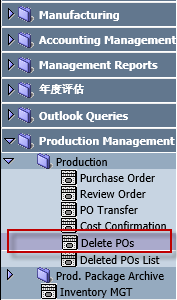 Manufacturing
Accounting Management
Management Reports
年度评估
Outlook Queries
Production Management
Production
Purchase Order
Review Order
PO Transfer
Cost Confirmation
Delete POs
Deleted POs List
Prod. Package Archive
Inventory MGT